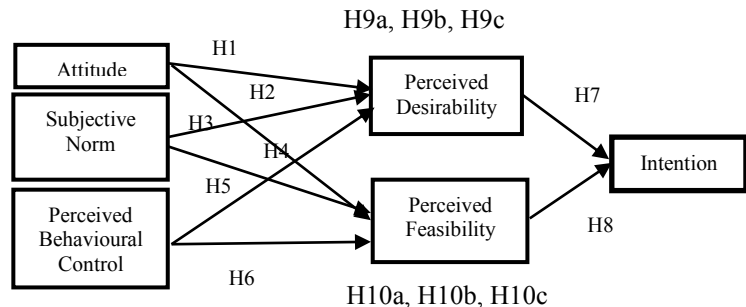 H9a, H9b, H9c
H1
Attitude
H2
Perceived
Desirability
H7
Subjective
Norm
H3
H4
Intention
H5
Perceived
Behavioural
Control
Perceived
Feasibility
H8
H6
H10a, H10b, H10c